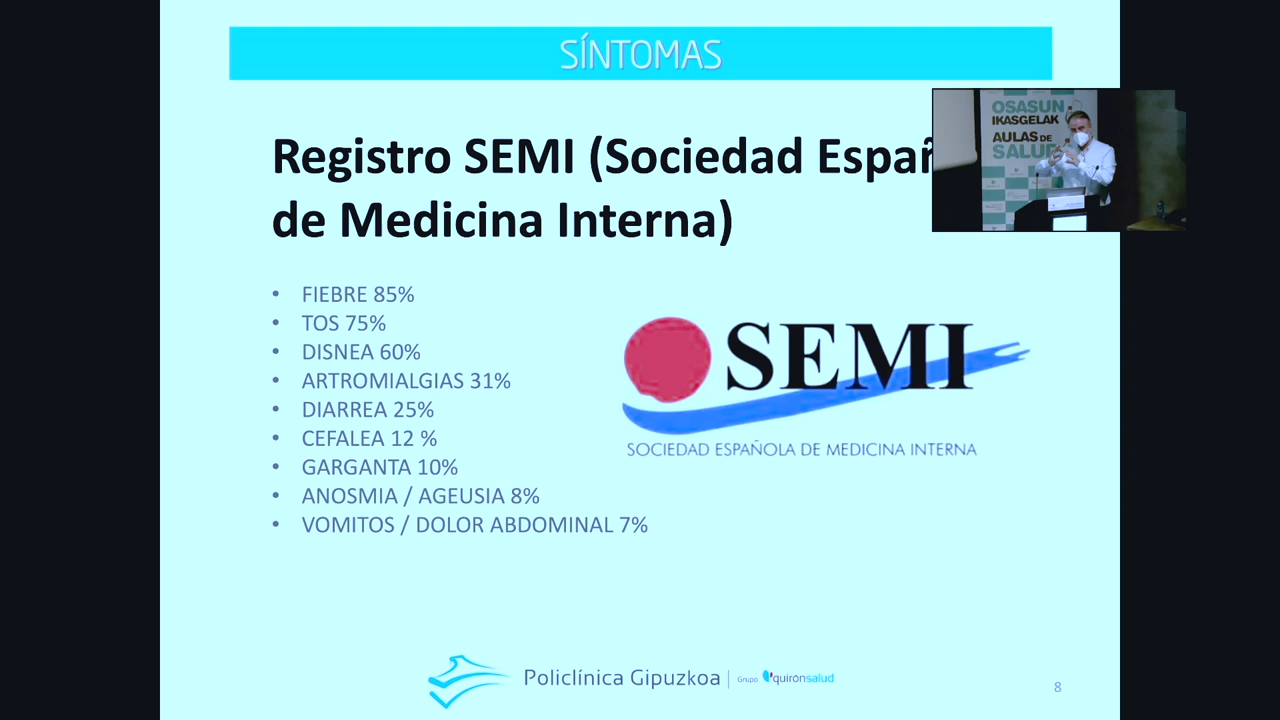 SÍNTOMAS
Registro SEMI (Sociedad Españ
de Medicina Interna)
OSASUN
IKASGELAK
AULAS DE
SALUD
• FIEBRE 85%
• TOS 75%
• DISNEA 60%
• ARTROMIALGIAS 31%
• DIARREA 25%
• CEFALEA 12 %
• GARGANTA 10%
• ANOSMIA / AGEUSIA 8%
• VOMITOS / DOLOR ABDOMINAL 7%
SEMI
SOCIEDAD ESPAÑOLA DE MEDICINA INTERNA
Policlínica Gipuzkoa | Grupo quirónsalud
8